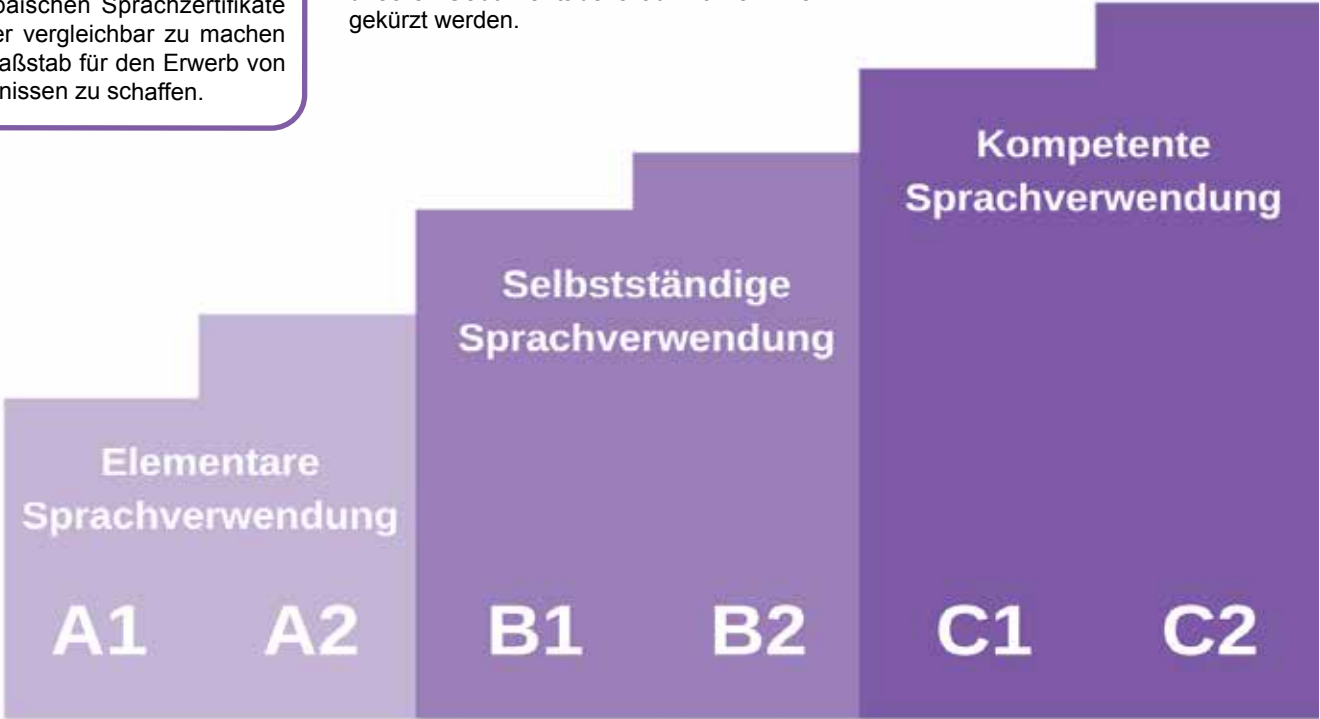 päischen Sprachzertifikate
er vergleichbar zu machen
aßstab für den Erwerb von
nissen zu schaffen.
gekürzt werden.
Kompetente
Sprachverwendung
Selbstständige
Sprachverwendung
Elementare
Sprachverwendung
A1 A2 B1 B2 C1 C2